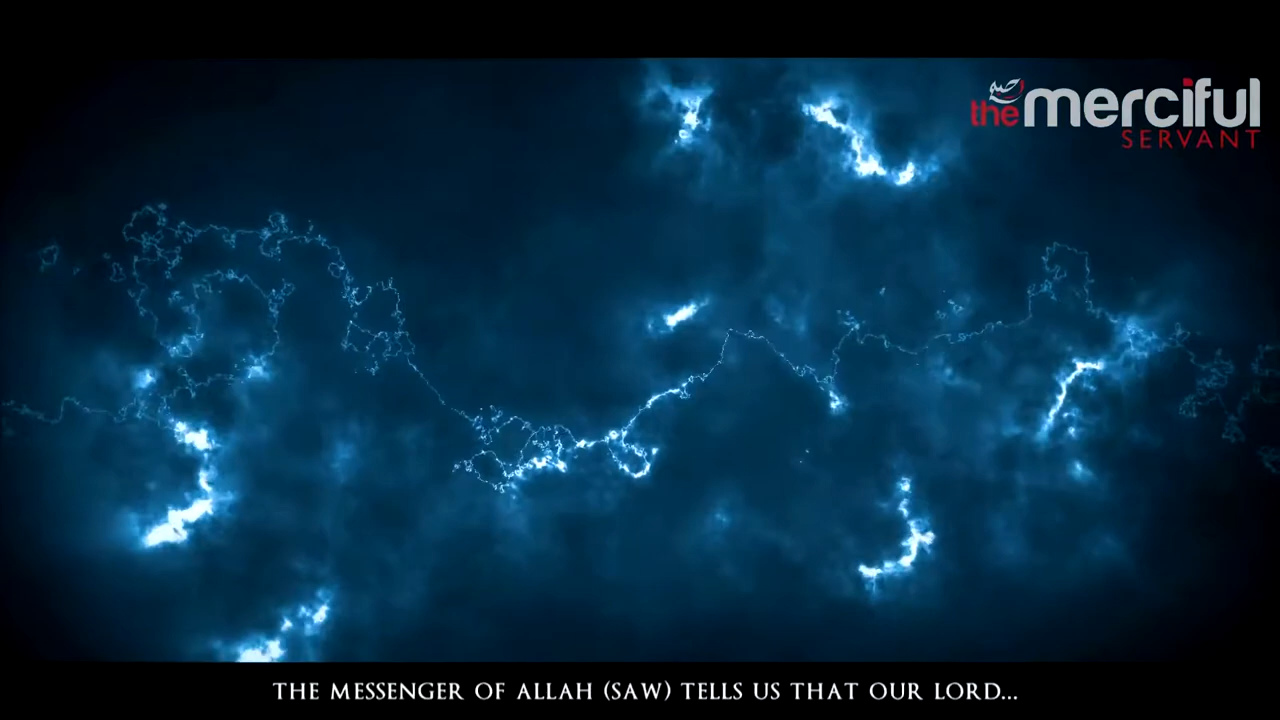 the merciful
SERVANT
THE MESSENGER OF ALLAH (SAW) TELLS US THAT OUR LORD...